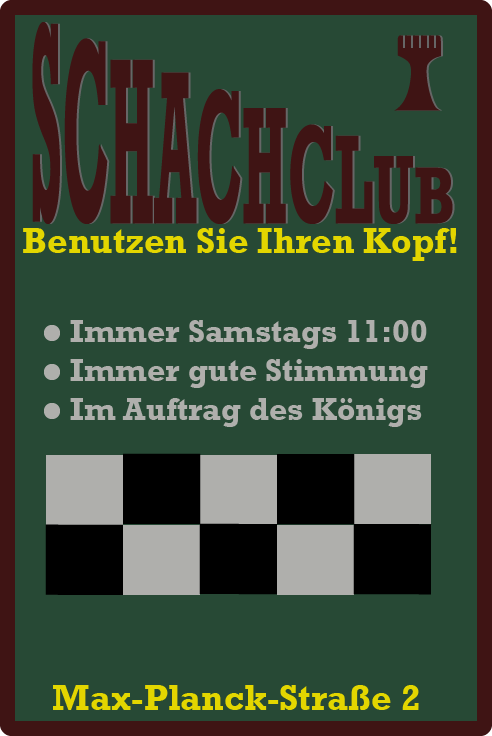 SCHACHCLUB
Benutzen Sie Ihren Kopf!
• Immer Samstags 11:00
• Immer gute Stimmung
• Im Auftrag des Königs
Max-Planck-Straße 2